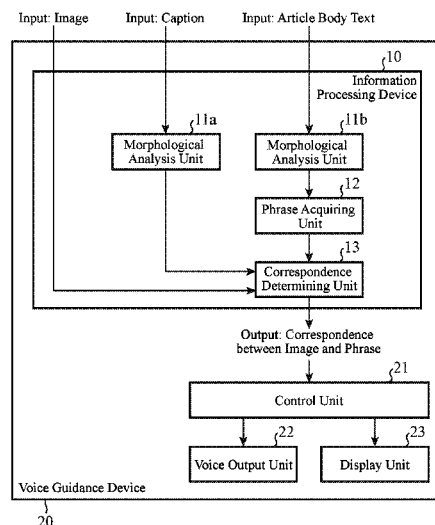 Input: Image
Input: Caption
Input: Article Body Text
10
Information
Processing Device
11a
Morphological
Analysis Unit
11b
Morphological
Analysis Unit
12
Phrase Acquiring
Unit
13
Correspondence
Determining Unit
Output: Correspondence
between Image and Phrase
21
Control Unit
22
Voice Output Unit
23
Display Unit
Voice Guidance Device
20